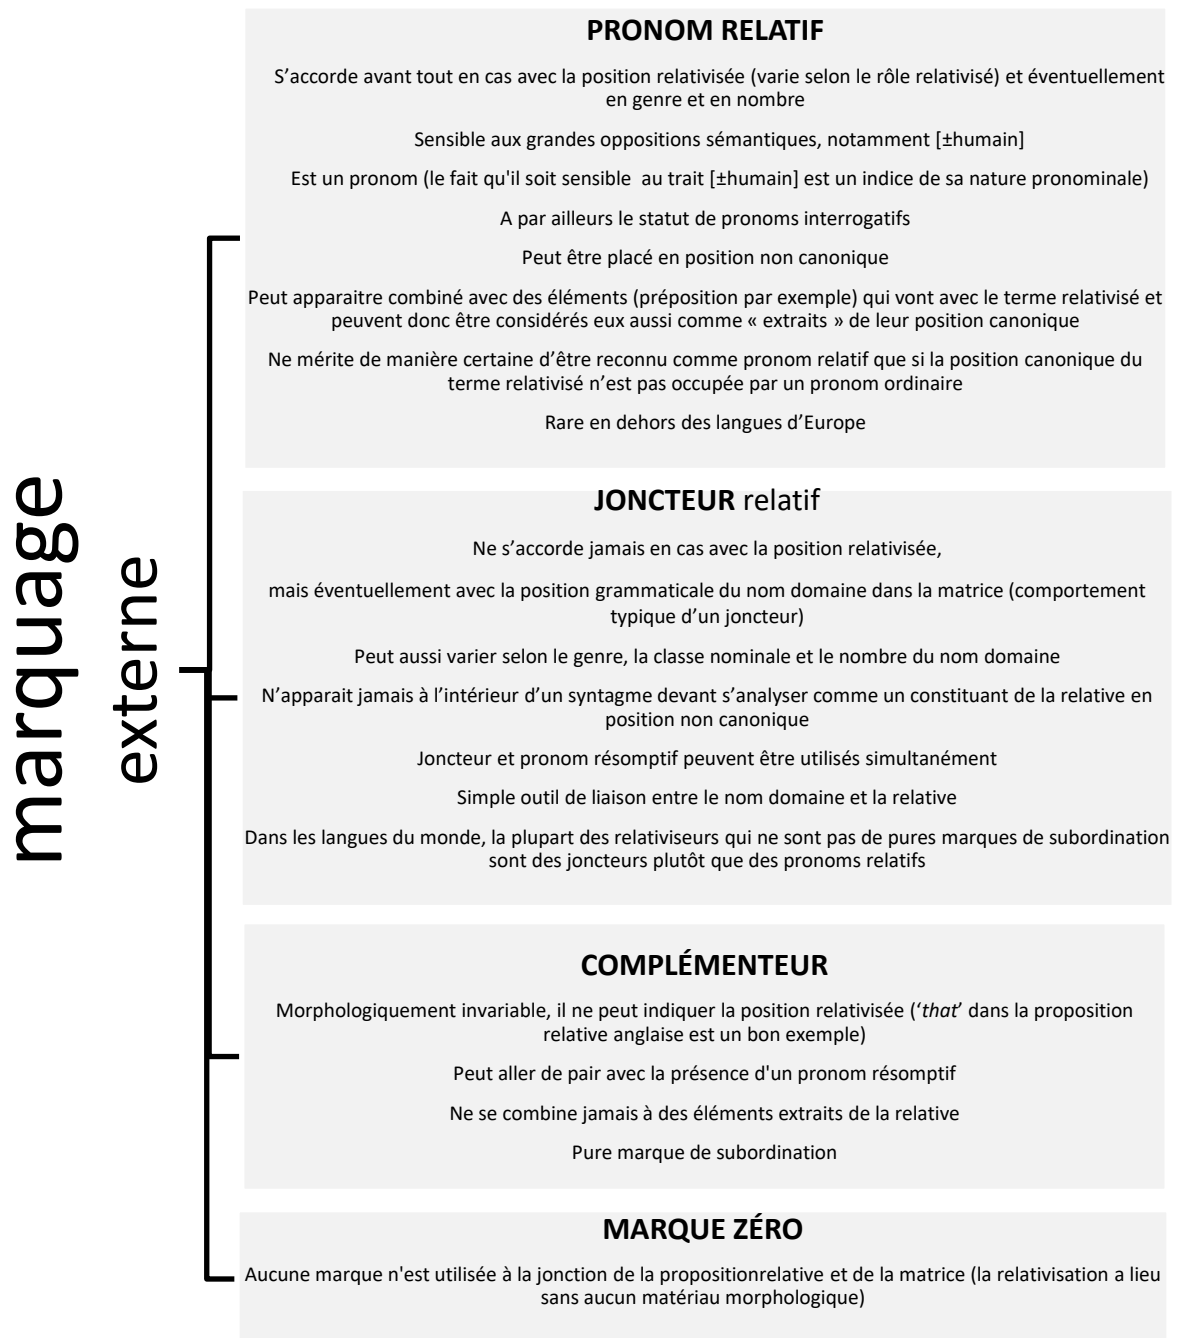 marquage
externe
PRONOM RELATIF
S’accorde avant tout en cas avec la position relativisée (varie selon le rôle relativisé) et éventuellement
en genre et en nombre
Sensible aux grandes oppositions sémantiques, notamment [±humain]
Est un pronom (le fait qu'il soit sensible  au trait [±humain] est un indice de sa nature pronominale)
A par ailleurs le statut de pronoms interrogatifs
Peut être placé en position non canonique
Peut apparaitre combiné avec des éléments (préposition par exemple) qui vont avec le terme relativisé et
peuvent donc être considérés eux aussi comme « extraits » de leur position canonique
Ne mérite de manière certaine d’être reconnu comme pronom relatif que si la position canonique du
terme relativisé n’est pas occupée par un pronom ordinaire
Rare en dehors des langues d’Europe
JONCTEUR relatif
Ne s’accorde jamais en cas avec la position relativisée,
mais éventuellement avec la position grammaticale du nom domaine dans la matrice (comportement
typique d’un joncteur)
Peut aussi varier selon le genre, la classe nominale et le nombre du nom domaine
N’apparait jamais à l’intérieur d’un syntagme devant s’analyser comme un constituant de la relative en
position non canonique
Joncteur et pronom résomptif peuvent être utilisés simultanément
Simple outil de liaison entre le nom domaine et la relative
Dans les langues du monde, la plupart des relativiseurs qui ne sont pas de pures marques de subordination
sont des joncteurs plutôt que des pronoms relatifs
COMPLÉMENTEUR
Morphologiquement invariable, il ne peut indiquer la position relativisée (‘that’ dans la proposition
relative anglaise est un bon exemple)
Peut aller de pair avec la présence d'un pronom résomptif
Ne se combine jamais à des éléments extraits de la relative
Pure marque de subordination
MARQUE ZÉRO
Aucune marque n'est utilisée à la jonction de la propositionrelative et de la matrice (la relativisation a lieu
sans aucun matériau morphologique)